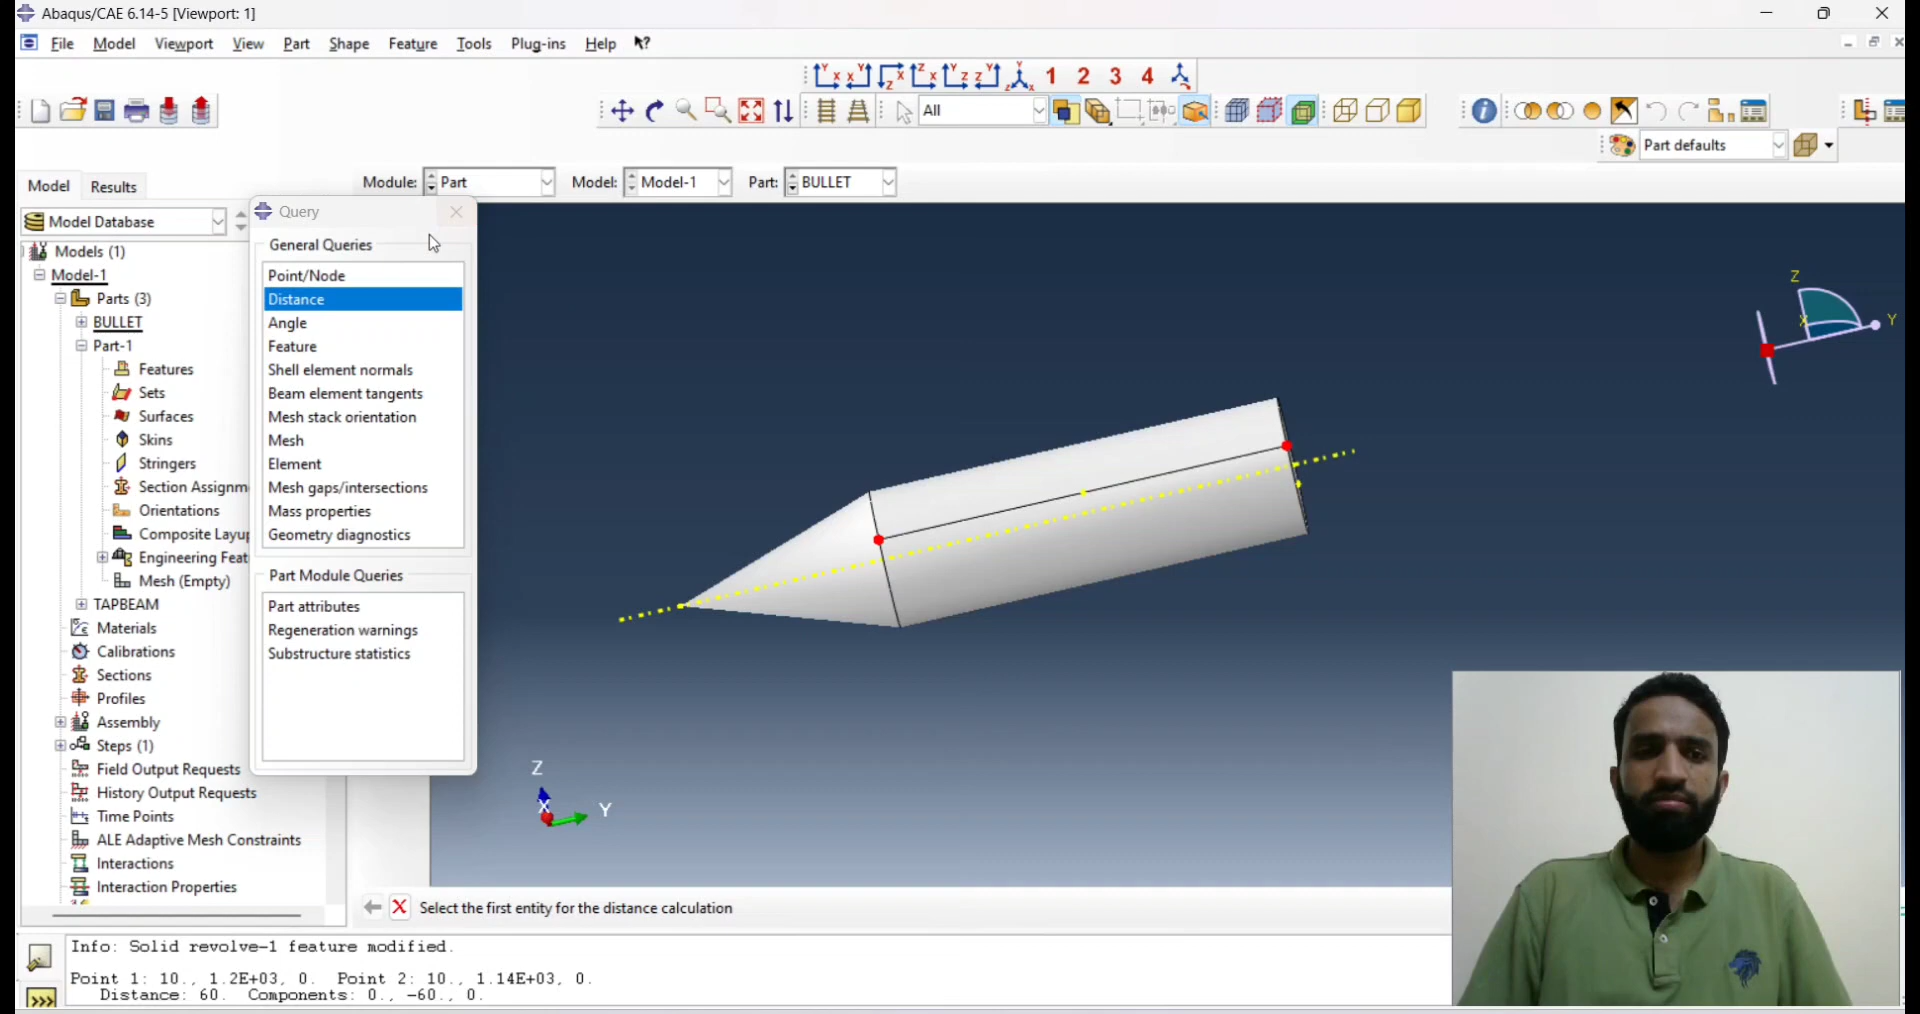 Abaqus/CAE 6.14-5 [Viewport: 1]
File Model Viewport View Part Shape Feature Tools Plug-ins Help
1 2 3 4
All
Part defaults
Model Results
Module: Part Model: Model-1 Part: BULLET
Model Database
Models (1)
Model-1
Parts (3)
BULLET
Part-1
Features
Sets
Surfaces
Skins
Stringers
Section Assignm
Orientations
Composite Layup
Engineering Feat
Mesh (Empty)
TAPBEAM
Materials
Calibrations
Sections
Profiles
Assembly
Steps (1)
Field Output Requests
History Output Requests
Time Points
ALE Adaptive Mesh Constraints
Interactions
Interaction Properties
Query
General Queries
Point/Node
Distance
Angle
Feature
Shell element normals
Beam element tangents
Mesh stack orientation
Mesh
Element
Mesh gaps/intersections
Mass properties
Geometry diagnostics
Part Module Queries
Part attributes
Regeneration warnings
Substructure statistics
Z
X
Y
Z
X
Y
Select the first entity for the distance calculation
Info: Solid revolve-1 feature modified.
Point 1: 10., 1.2E+03, 0. Point 2: 10., 1.14E+03, 0.
Distance: 60. Components: 0., -60., 0.
>>>